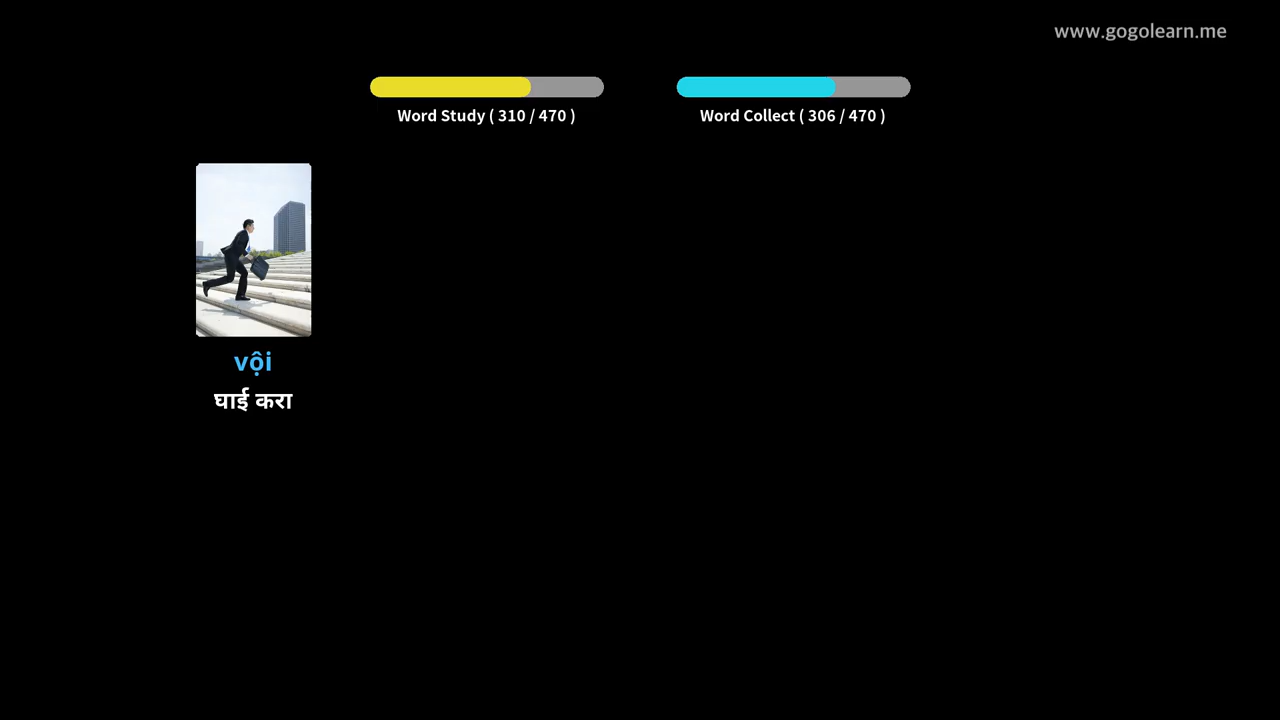 www.gogolearn.me
Word Study ( 310 / 470 )
Word Collect ( 306 / 470 )
vội
घाई करा